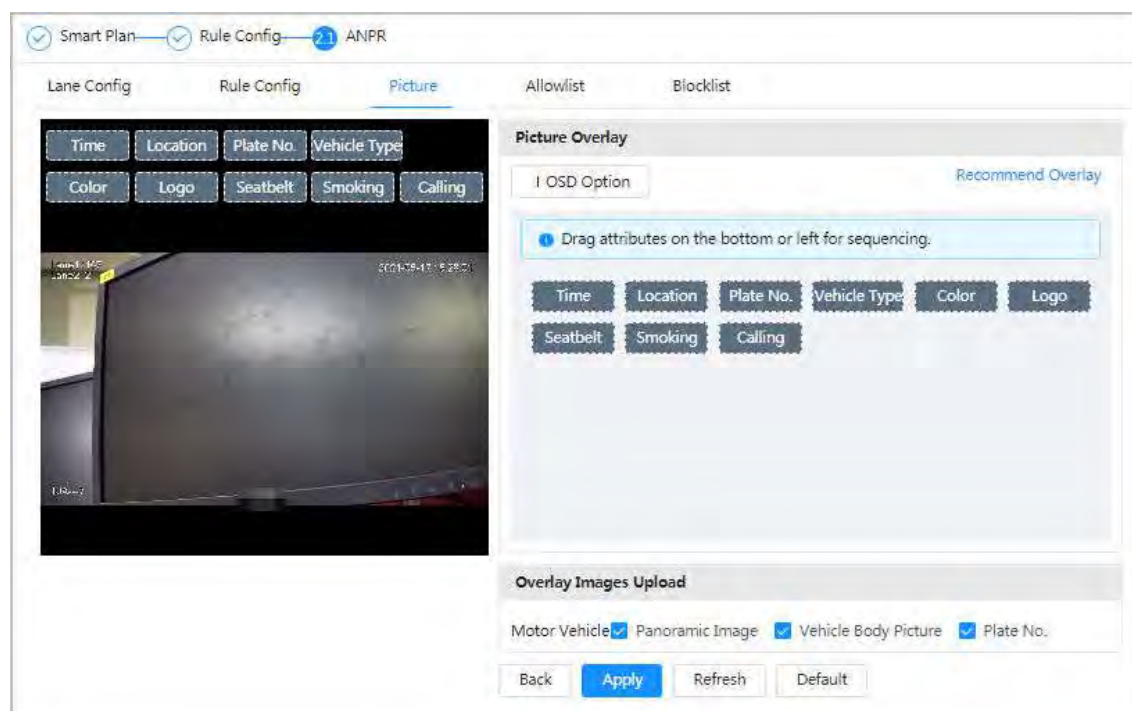 Smart Plan Rule Config 2.1 ANPR
Lane Config Rule Config Picture Allowlist Blocklist
Time Location Plate No. Vehicle Type
Color Logo Seatbelt Smoking Calling
Picture Overlay
I OSD Option Recommend Overlay
Drag attributes on the bottom or left for sequencing.
Time Location Plate No. Vehicle Type Color Logo
Seatbelt Smoking Calling
Overlay Images Upload
Motor Vehicle Panoramic Image Vehicle Body Picture Plate No.
Back Apply Refresh Default